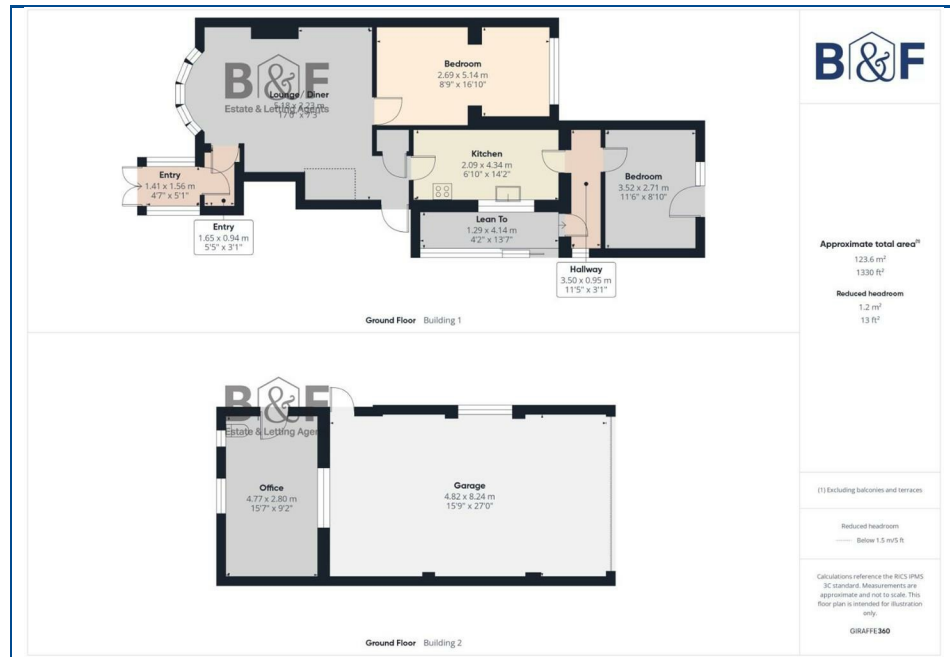 B&F
Estate & Letting Agents
Lounge/ Diner
17'0" x 7'3"
Bedroom
2.69 x 5.14 m
8'9" x 16'10"
Kitchen
2.09 x 4.34 m
6'10" x 14'2"
Bedroom
3.52 x 2.71 m
11'6" x 8'10"
Entry
1.41 x 1.56 m
4'7" x 5'1"
Entry
1.65 x 0.94 m
5'5" x 3'1"
Lean To
1.29 x 4.14 m
4'2" x 13'7"
Hallway
3.50 x 0.95 m
11'5" x 3'1"
Ground Floor Building 1
B&F
Estate & Letting Agen
Office
4.77 x 2.80 m
15'7" x 9'2"
Garage
4.82 x 8.24 m
15'9" x 27'0"
Ground Floor Building 2
B&F
Approximate total area(1)
123.6 m²
1330 ft²
Reduced headroom
1.2 m²
13 ft²
(1) Excluding balconies and terraces
Reduced headroom
Below 1.5 m/5 ft
Calculations reference the RICS IPMS
3C standard. Measurements are
approximate and not to scale. This
floor plan is intended for illustration
only.
GIRAFFE360